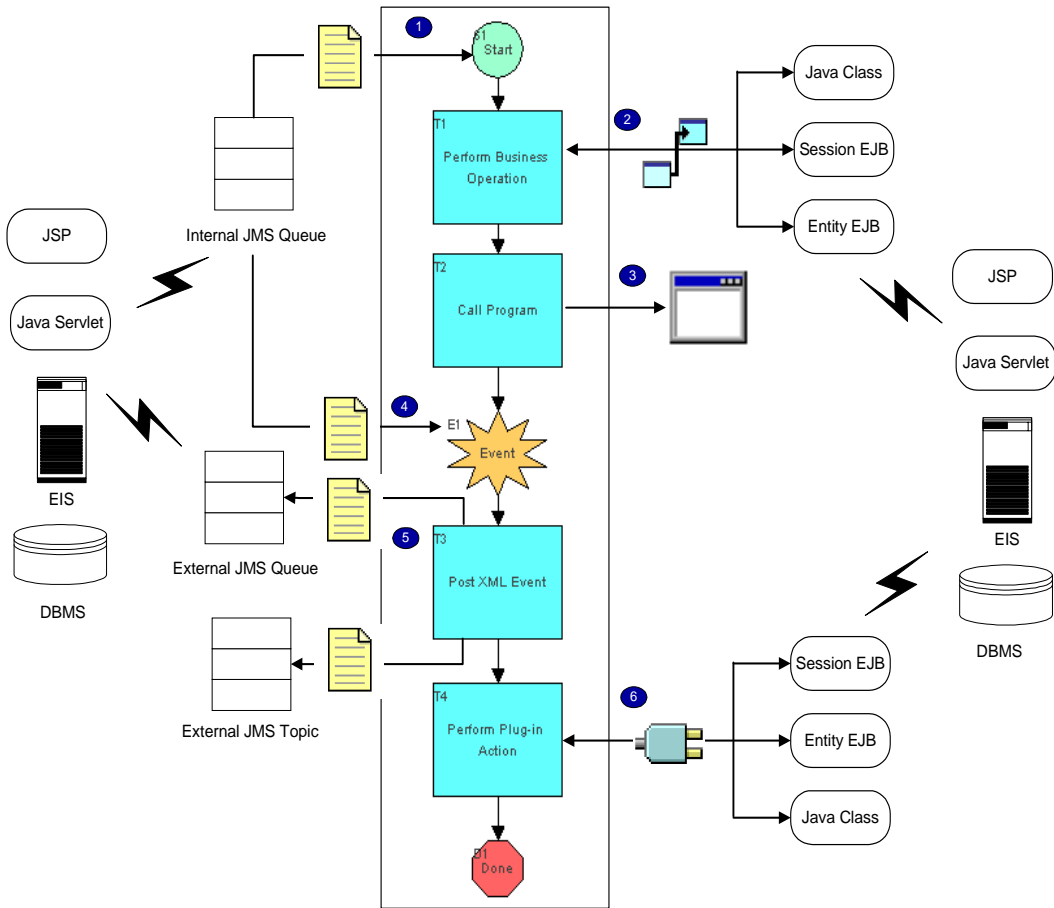 1
S1
Start
T1
Perform Business
Operation
2
Java Class
Session EJB
Entity EJB
Internal JMS Queue
JSP
Java Servlet
EIS
DBMS
T2
Call Program
3
4
E1
Event
External JMS Queue
5
T3
Post XML Event
External JMS Topic
T4
Perform Plug-in
Action
6
Session EJB
Entity EJB
Java Class
JSP
Java Servlet
EIS
DBMS
D1
Done